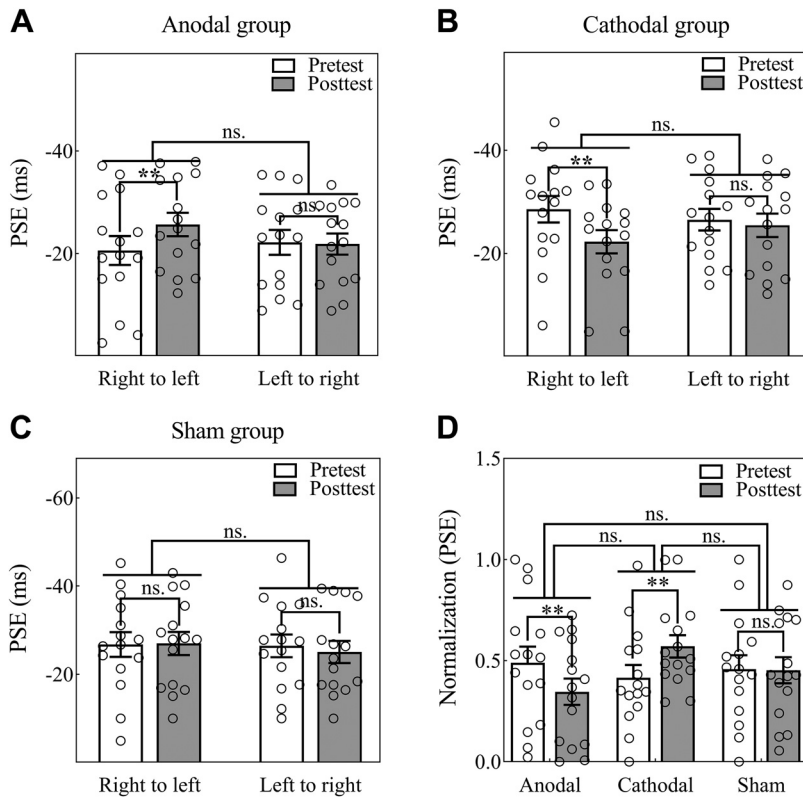 A
Anodal group
Pretest
Posttest
PSE (ms)
-40
-20
ns.
**
ns.
Right to left
Left to right
B
Cathodal group
Pretest
Posttest
PSE (ms)
-40
-20
ns.
**
ns.
Right to left
Left to right
C
Sham group
Pretest
Posttest
PSE (ms)
-60
-40
-20
ns.
ns.
ns.
Right to left
Left to right
D
Pretest
Posttest
Normalization (PSE)
1.5
1.0
0.5
0.0
ns.
ns.
ns.
**
**
ns.
Anodal
Cathodal
Sham